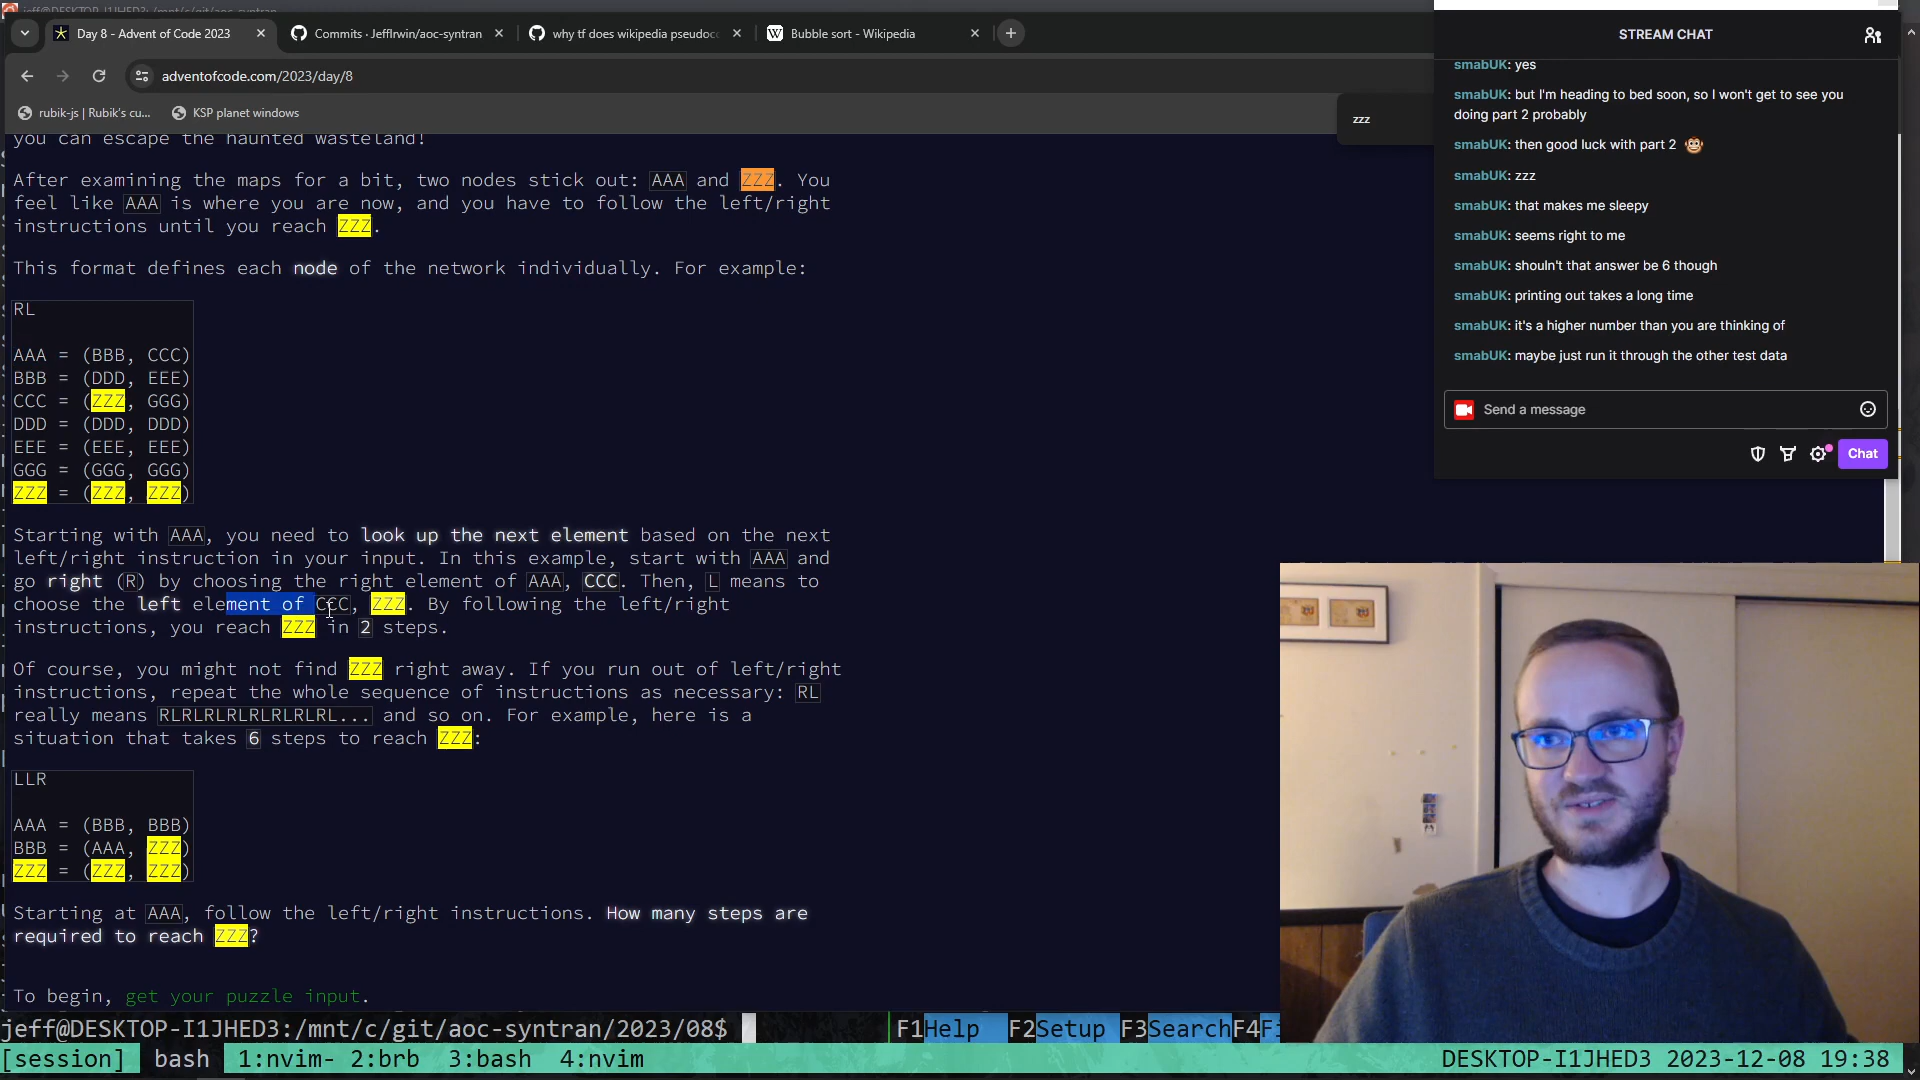 Day 8 - Advent of Code 2023
Commits · JeffIrwin/aoc-syntran
why tf does wikipedia pseudoc
Bubble sort - Wikipedia
adventofcode.com/2023/day/8
rubik-js | Rubik's cu...
KSP planet windows
zzz
you can escape the haunted wasteland!
After examining the maps for a bit, two nodes stick out: AAA and ZZZ. You
feel like AAA is where you are now, and you have to follow the left/right
instructions until you reach ZZZ.
This format defines each node of the network individually. For example:
RL
AAA = (BBB, CCC)
BBB = (DDD, EEE)
CCC = (ZZZ, GGG)
DDD = (DDD, DDD)
EEE = (EEE, EEE)
GGG = (GGG, GGG)
ZZZ = (ZZZ, ZZZ)
Starting with AAA, you need to look up the next element based on the next
left/right instruction in your input. In this example, start with AAA and
go right (R) by choosing the right element of AAA, CCC. Then, L means to
choose the left element of CCC, ZZZ. By following the left/right
instructions, you reach ZZZ in 2 steps.
Of course, you might not find ZZZ right away. If you run out of left/right
instructions, repeat the whole sequence of instructions as necessary: RL
really means RLRLRLRLRLRLRLRL... and so on. For example, here is a
situation that takes 6 steps to reach ZZZ:
LLR
AAA = (BBB, BBB)
BBB = (AAA, ZZZ)
ZZZ = (ZZZ, ZZZ)
Starting at AAA, follow the left/right instructions. How many steps are
required to reach ZZZ?
To begin, get your puzzle input.
STREAM CHAT
smabUK: yes
smabUK: but I'm heading to bed soon, so I won't get to see you
doing part 2 probably
smabUK: then good luck with part 2
smabUK: zzz
smabUK: that makes me sleepy
smabUK: seems right to me
smabUK: shouln't that answer be 6 though
smabUK: printing out takes a long time
smabUK: it's a higher number than you are thinking of
smabUK: maybe just run it through the other test data
Send a message
Chat
jeff@DESKTOP-I1JHED3:/mnt/c/git/aoc-syntran/2023/08$
F1Help F2Setup F3SearchF4Fi
[session] bash 1:nvim- 2:brb 3:bash 4:nvim
DESKTOP-I1JHED3 2023-12-08 19:38